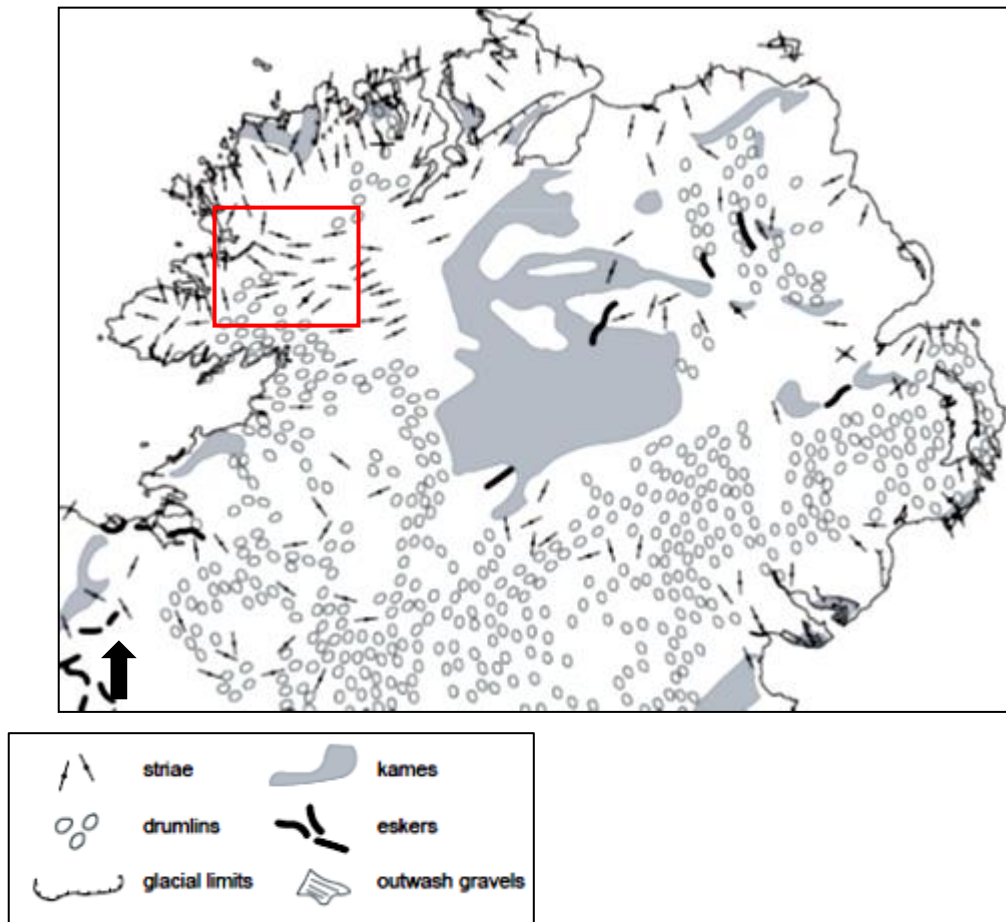 striae
kames
drumlins
eskers
glacial limits
outwash gravels